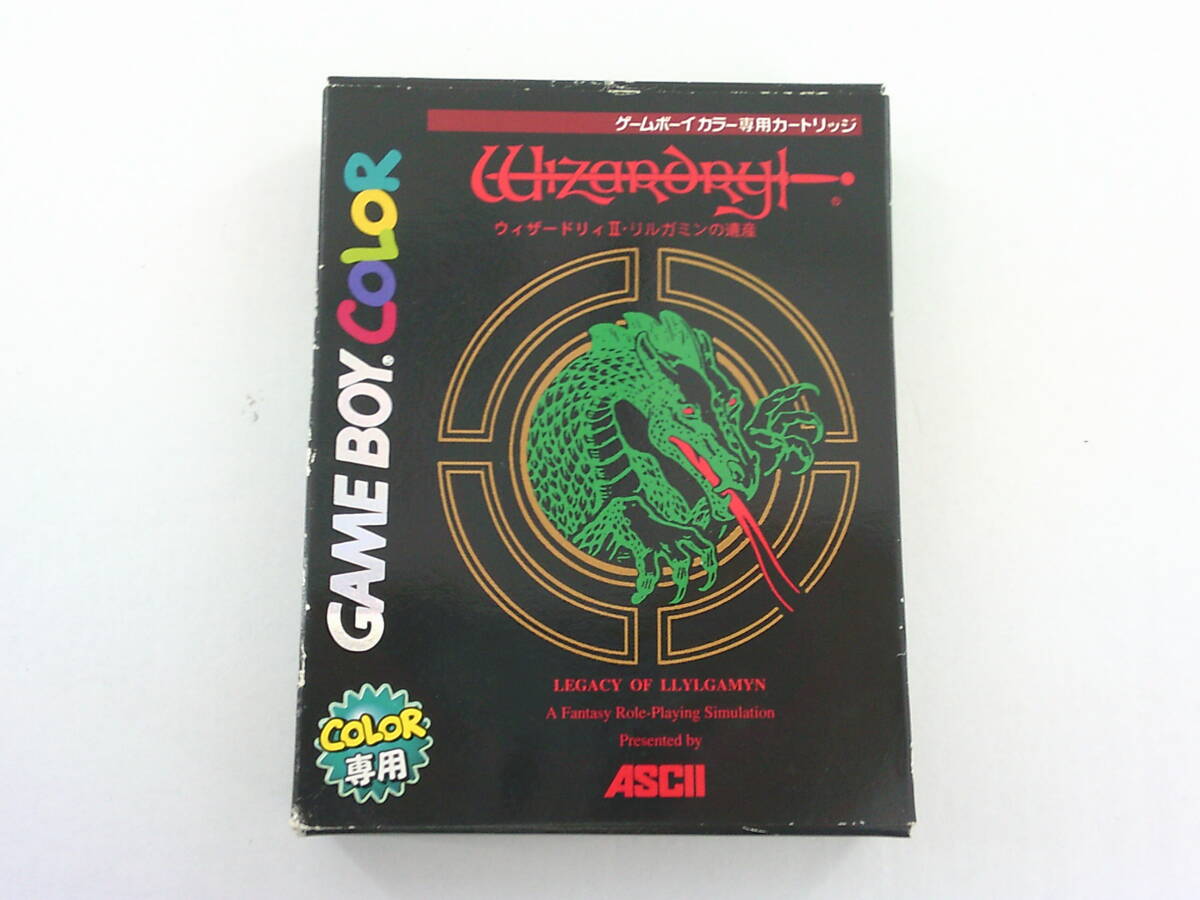 ゲームボーイカラー専用カートリッジ
Wizardry®
ウィザードリィⅡ・リルガミンの遺産
GAME BOY® COLOR
LEGACY OF LLYLGAMYN
A Fantasy Role-Playing Simulation
Presented by
ASCII
COLOR
専用